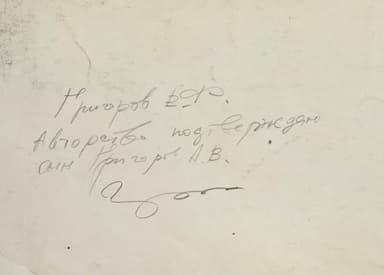 Григоров Е.Ф.
Авторство подтверждаю
сын Григоров А.В.